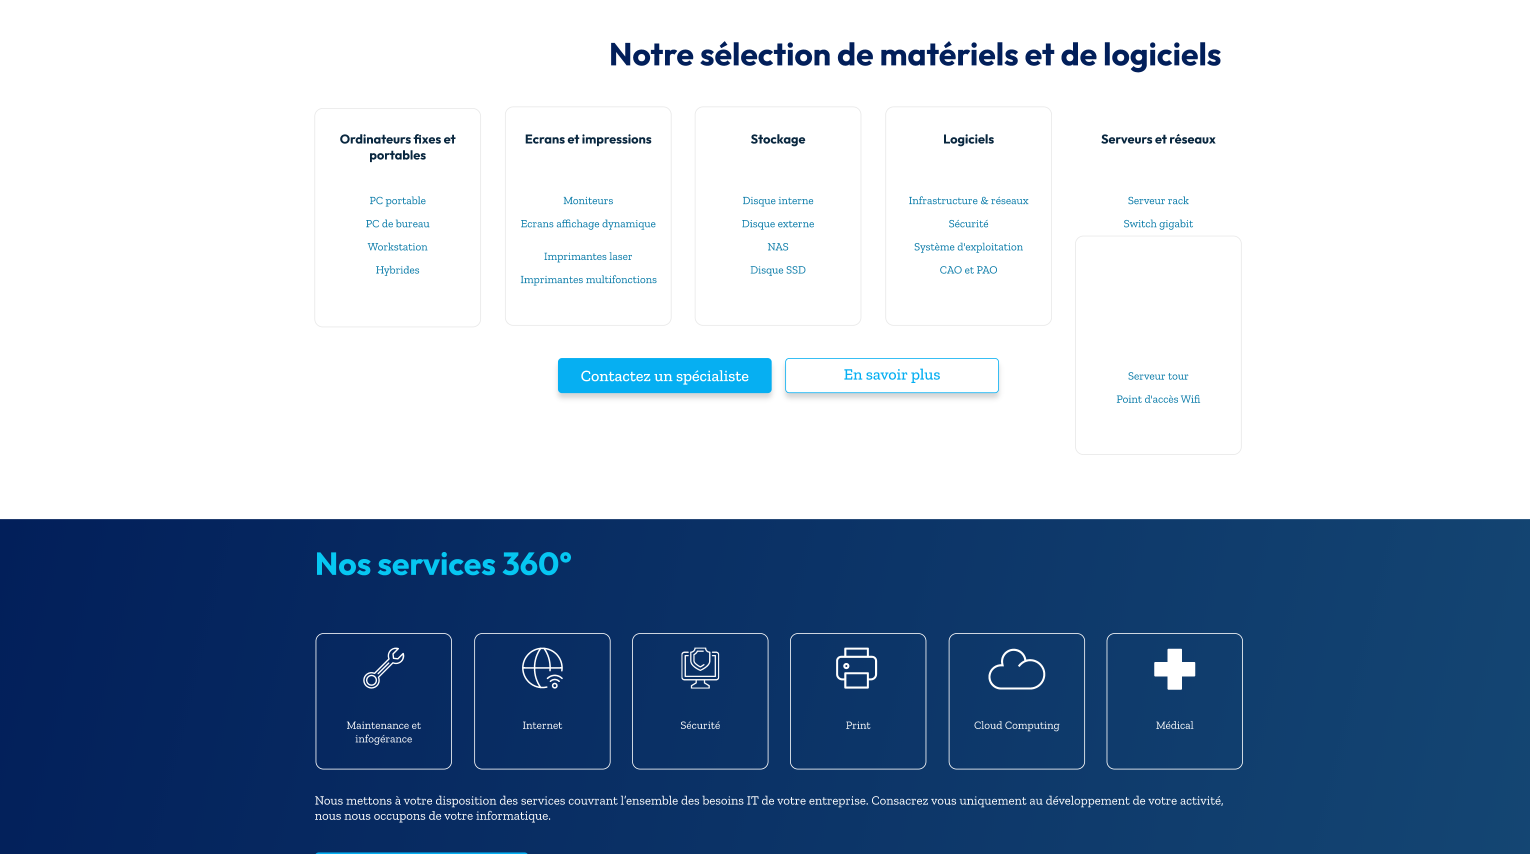 Notre sélection de matériels et de logiciels
Ordinateurs fixes et
portables
PC portable
PC de bureau
Workstation
Hybrides
Ecrans et impressions
Moniteurs
Ecrans affichage dynamique
Imprimantes laser
Imprimantes multifonctions
Stockage
Disque interne
Disque externe
NAS
Disque SSD
Logiciels
Infrastructure & réseaux
Sécurité
Système d'exploitation
CAO et PAO
Serveurs et réseaux
Serveur rack
Switch gigabit
Serveur tour
Point d'accès Wifi
Contactez un spécialiste
En savoir plus
Nos services 360°
Maintenance et
infogérance
Internet
Sécurité
Print
Cloud Computing
Médical
Nous mettons à votre disposition des services couvrant l’ensemble des besoins IT de votre entreprise. Consacrez vous uniquement au développement de votre activité,
nous nous occupons de votre informatique.